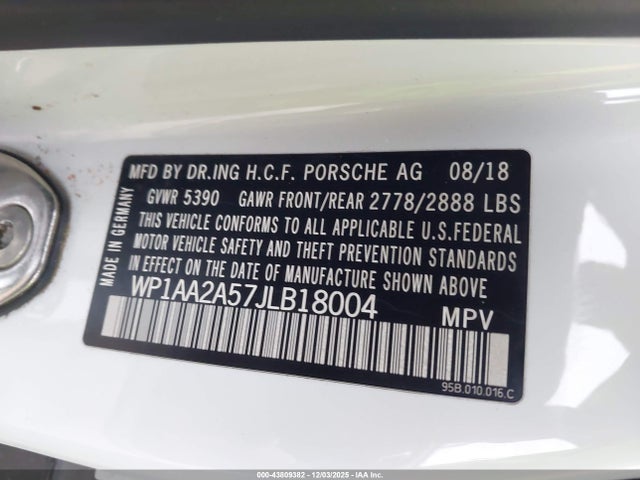 MFD BY DR.ING H.C.F. PORSCHE AG 08/18
GVWR 5390 GAWR FRONT/REAR 2778/2888 LBS
THIS VEHICLE CONFORMS TO ALL APPLICABLE U.S.FEDERAL
MOTOR VEHICLE SAFETY AND THEFT PREVENTION STANDARDS
IN EFFECT ON THE DATE OF MANUFACTURE SHOWN ABOVE
WP1AA2A57JLB18004 MPV
MADE IN GERMANY
95B.010.016.C
000-43809382 | 12/03/2025 | IAA Inc.